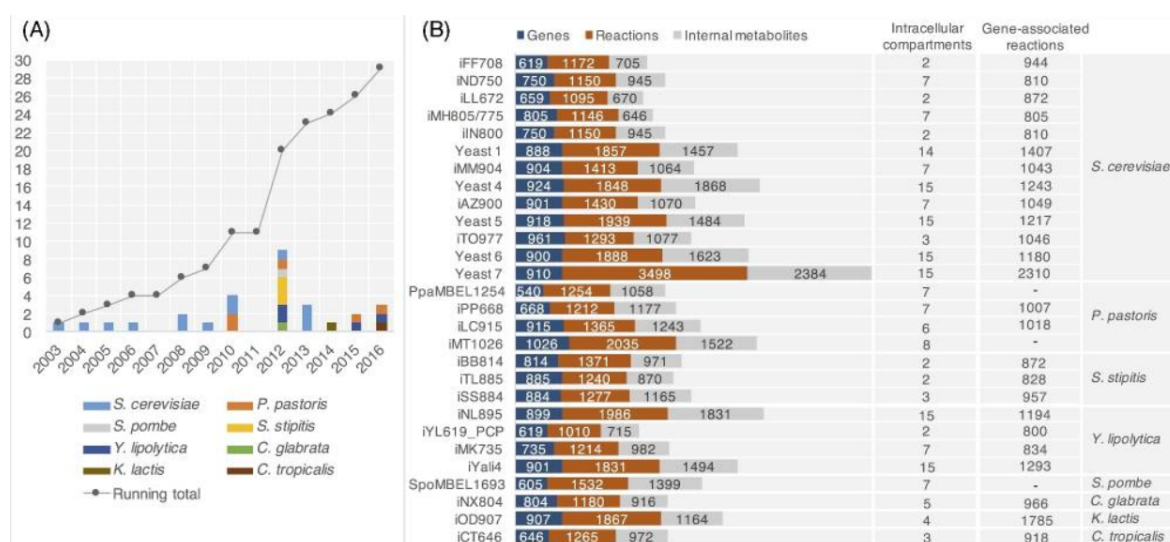 (A)
30
28
26
24
22
20
18
16
14
12
10
8
6
4
2
0
2003 2004 2005 2006 2007 2008 2009 2010 2011 2012 2013 2014 2015 2016
S. cerevisiae P. pastoris
S. pombe S. stipitis
Y. lipolytica C. glabrata
K. lactis C. tropicalis
Running total
(B)
Genes Reactions Internal metabolites
Intracellular compartments
Gene-associated reactions
iFF708 619 1172 705 2 944
iND750 750 1150 945 7 810
iLL672 659 1095 670 2 872
iMH805/775 805 1146 646 7 805
iIN800 750 1150 945 2 810
Yeast 1 888 1857 1457 14 1407
iMM904 904 1413 1064 7 1043 S. cerevisiae
Yeast 4 924 1848 1868 15 1243
iAZ900 901 1430 1070 7 1049
Yeast 5 918 1939 1484 15 1217
iTO977 961 1293 1077 3 1046
Yeast 6 900 1888 1623 15 1180
Yeast 7 910 3498 2384 15 2310
PpaMBEL1254 540 1254 1058 7 -
iPP668 668 1212 1177 7 1007 P. pastoris
iLC915 915 1365 1243 6 1018
iMT1026 1026 2035 1522 8 -
iBB814 814 1371 971 2 872
iTL885 885 1240 870 2 828 S. stipitis
iSS884 884 1277 1165 3 957
iNL895 899 1986 1831 15 1194
iYL619_PCP 619 1010 715 2 800 Y. lipolytica
iMK735 735 1214 982 7 834
iYali4 901 1831 1494 15 1293
SpoMBEL1693 605 1532 1399 7 - S. pombe
iNX804 804 1180 916 5 966 C. glabrata
iOD907 907 1867 1164 4 1785 K. lactis
iCT646 646 1265 972 3 918 C. tropicalis